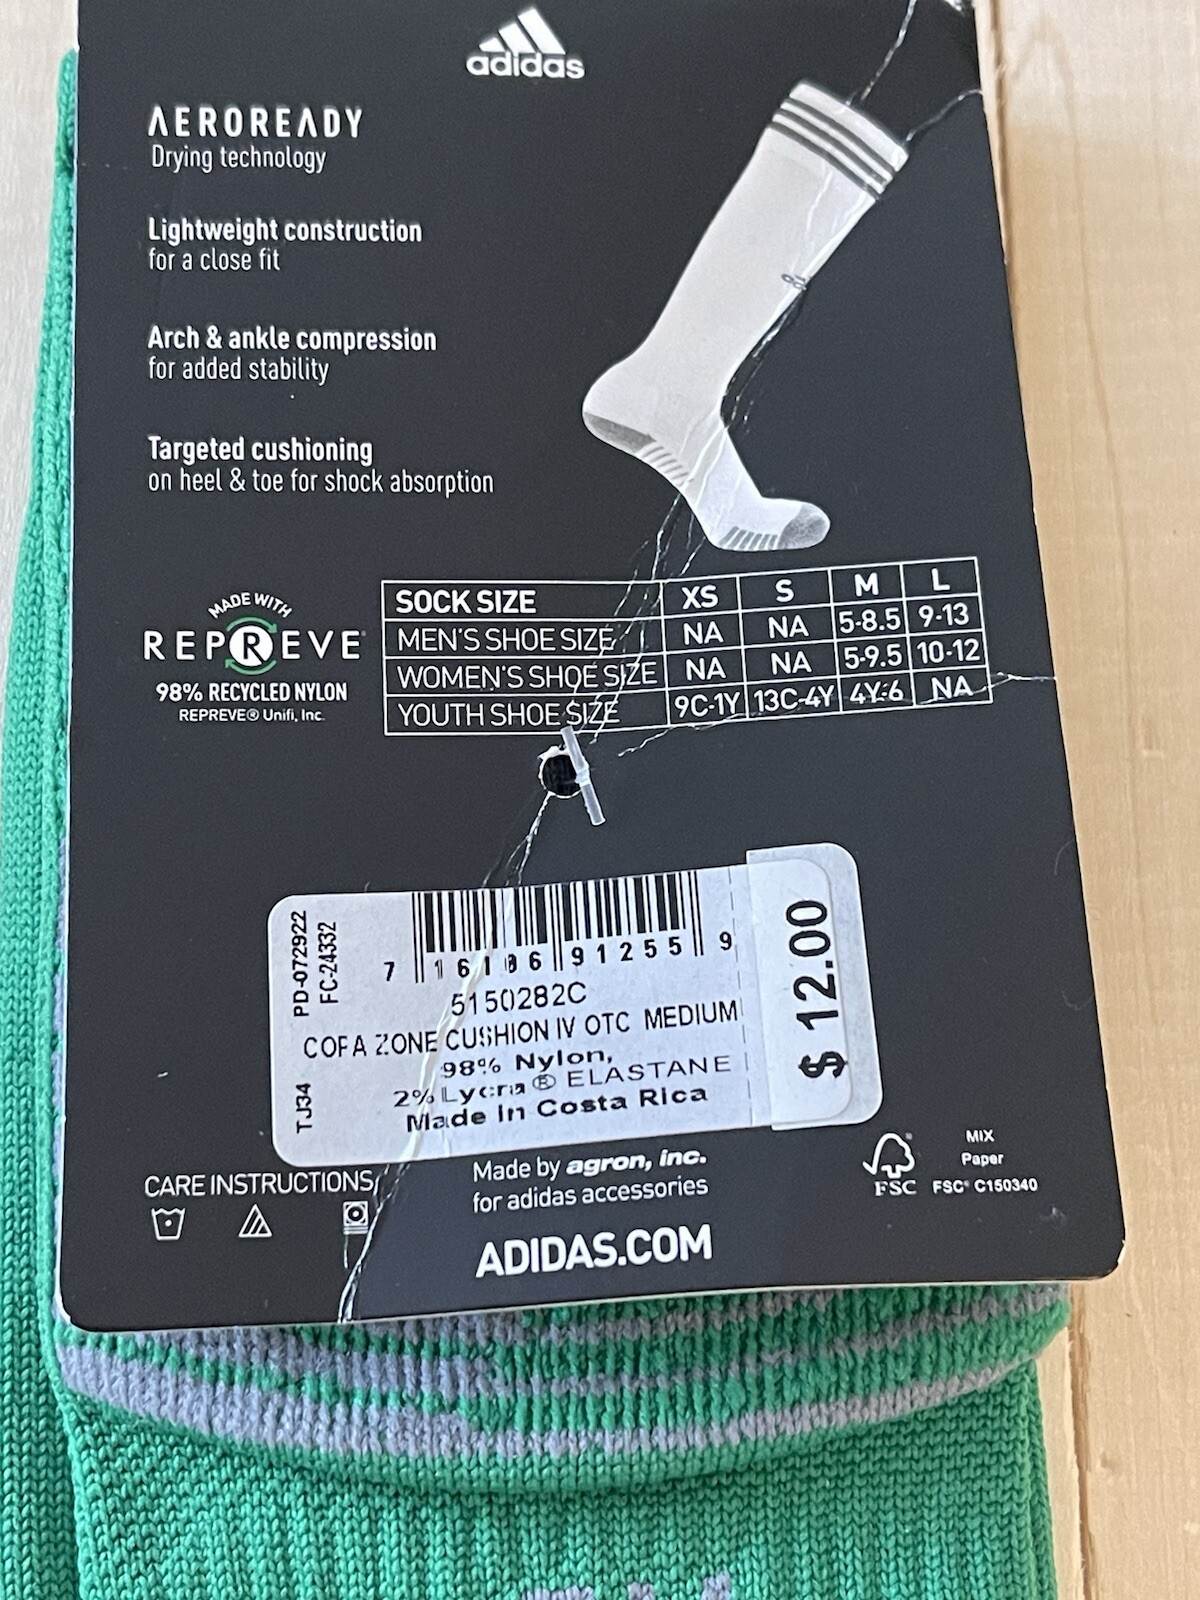 adidas
AEROREADY
Drying technology
Lightweight construction
for a close fit
Arch & ankle compression
for added stability
Targeted cushioning
on heel & toe for shock absorption
MADE WITH
REPREVE®
98% RECYCLED NYLON
REPREVE® Unifi, Inc.
SOCK SIZE XS S M L
MEN'S SHOE SIZE NA NA 5-8.5 9-13
WOMEN'S SHOE SIZE NA NA 5-9.5 10-12
YOUTH SHOE SIZE 9C-1Y 13C-4Y 4Y-6 NA
PD-072922
FC-24332
TJ34
7 16106 91255 9
5150282C
COPA ZONE CUSHION IV OTC MEDIUM
98% Nylon,
2% Lycra® ELASTANE
Made in Costa Rica
$ 12.00
CARE INSTRUCTIONS
Made by agron, inc.
for adidas accessories
ADIDAS.COM
FSC
MIX
Paper
FSC® C150340